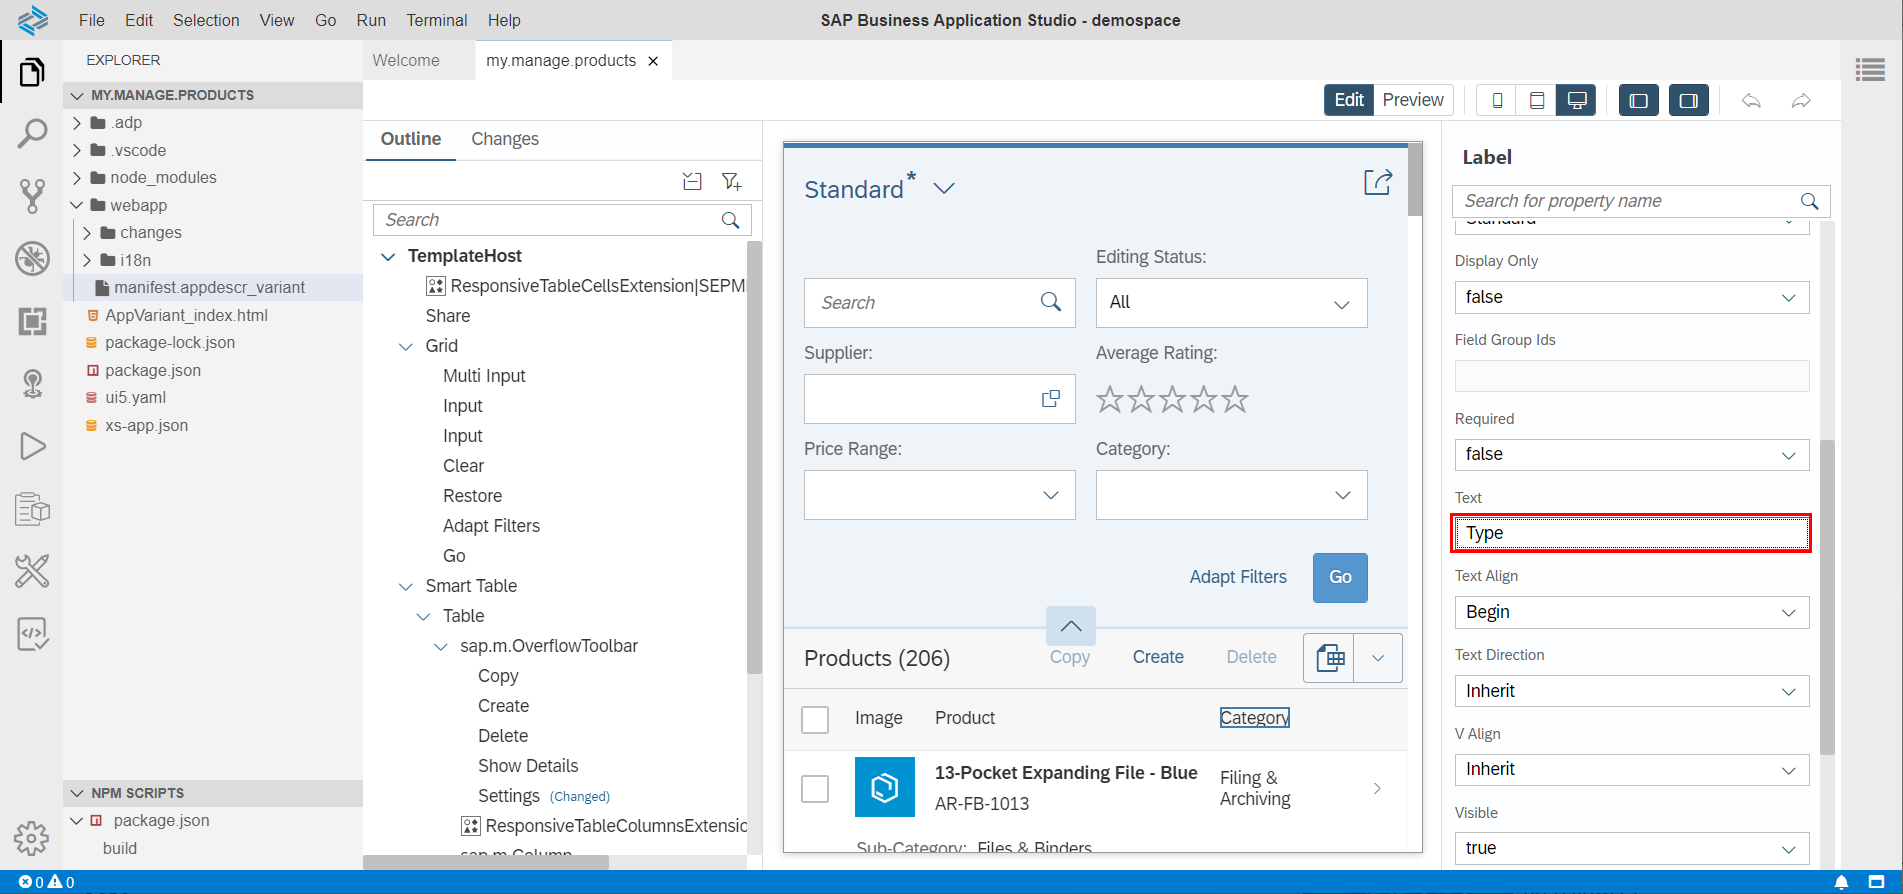 File Edit Selection View Go Run Terminal Help
SAP Business Application Studio - demospace
EXPLORER
MY.MANAGE.PRODUCTS
.adp
.vscode
node_modules
webapp
changes
i18n
manifest.appdescr_variant
AppVariant_index.html
package-lock.json
package.json
ui5.yaml
xs-app.json
NPM SCRIPTS
package.json
build
Welcome my.manage.products
Edit Preview
Outline Changes
Search
TemplateHost
ResponsiveTableCellsExtension|SEPM
Share
Grid
Multi Input
Input
Input
Clear
Restore
Adapt Filters
Go
Smart Table
Table
sap.m.OverflowToolbar
Copy
Create
Delete
Show Details
Settings (Changed)
ResponsiveTableColumnsExtensio
sap.m.Column
Standard*
Editing Status:
Search
All
Supplier: Average Rating:
Price Range: Category:
Adapt Filters Go
Products (206) Copy Create Delete
Image Product Category
13-Pocket Expanding File - Blue
AR-FB-1013
Filing &
Archiving
Sub-Category: Files & Binders
Label
Search for property name
Standard
Display Only
false
Field Group Ids
Required
false
Text
Type
Text Align
Begin
Text Direction
Inherit
V Align
Inherit
Visible
true
0 0